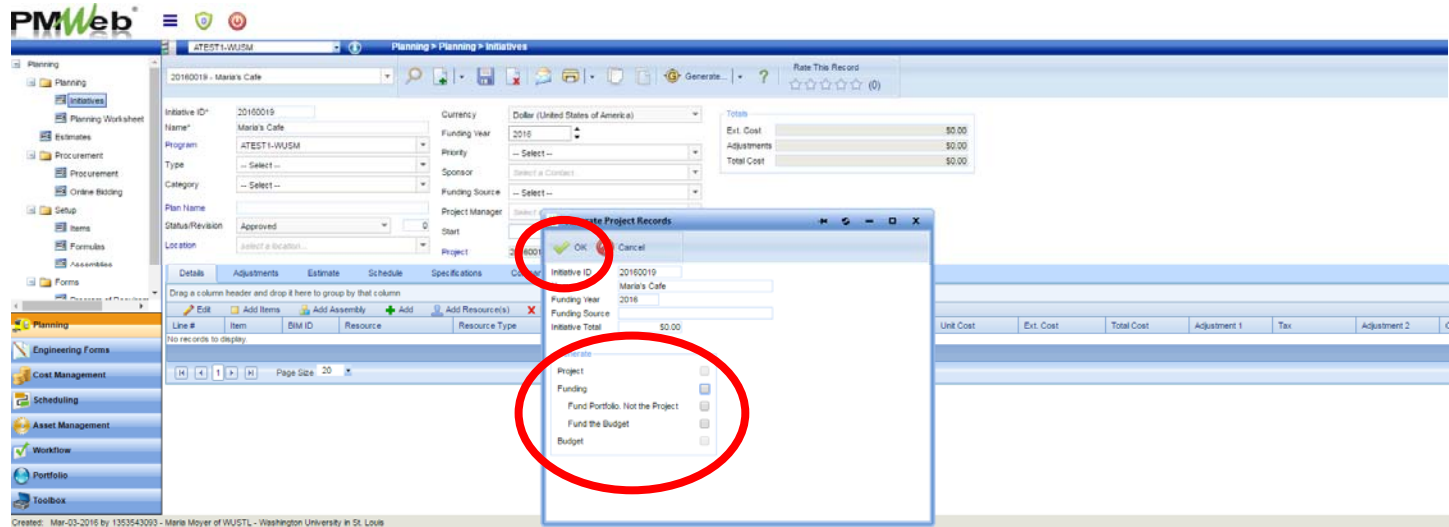 PMWeb®
ATEST1-WUSM
Planning > Planning > Initiatives
Planning
Planning
Initiatives
Planning Worksheet
Estimates
Procurement
Procurement
Online Bidding
Setup
Items
Formulas
Assemblies
Forms
Planning
Engineering Forms
Cost Management
Scheduling
Asset Management
Workflow
Portfolio
Toolbox
20160019 - Maria's Cafe
Generate...
Rate This Record
(0)
Initiative ID* 20160019
Name* Maria's Cafe
Program ATEST1-WUSM
Type -- Select --
Category -- Select --
Plan Name
Status/Revision Approved 0
Location select a location...
Currency Dollar (United States of America)
Funding Year 2016
Priority -- Select --
Sponsor Select a Contact...
Funding Source -- Select --
Project Manager Select
Start
Project
Totals
Ext. Cost $0.00
Adjustments $0.00
Total Cost $0.00
Details Adjustments Estimate Schedule Specifications
Drag a column header and drop it here to group by that column
Edit Add Items Add Assembly Add Add Resource(s)
Line # Item BIM ID Resource Resource Type Unit Cost Ext. Cost Total Cost Adjustment 1 Tax Adjustment 2
No records to display.
1 Page Size 20
Project Records
OK Cancel
Initiative ID 20160019
Maria's Cafe
Funding Year 2016
Funding Source
Initiative Total $0.00
Generate
Project
Funding
Fund Portfolio, Not the Project
Fund the Budget
Budget
Created: Mar-03-2016 by 1353543093 - Maria Moyer of WUSTL - Washington University in St. Louis